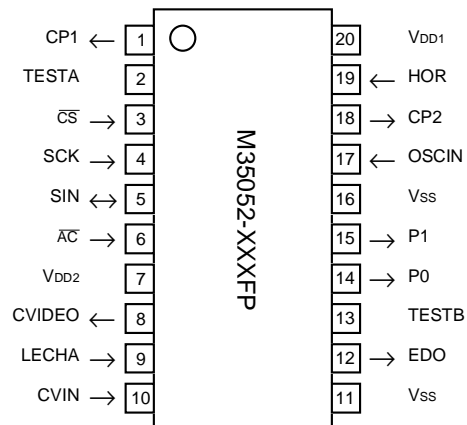 CP1 ← 1 20 VDD1
TESTA 2 19 ← HOR
C̅S̅ → 3 18 → CP2
SCK → 4 17 ← OSCIN
SIN ↔ 5 16 VSS
A̅C̅ → 6 15 → P1
VDD2 7 14 → P0
CVIDEO ← 8 13 TESTB
LECHA → 9 12 → EDO
CVIN → 10 11 VSS
M35052-XXXFP